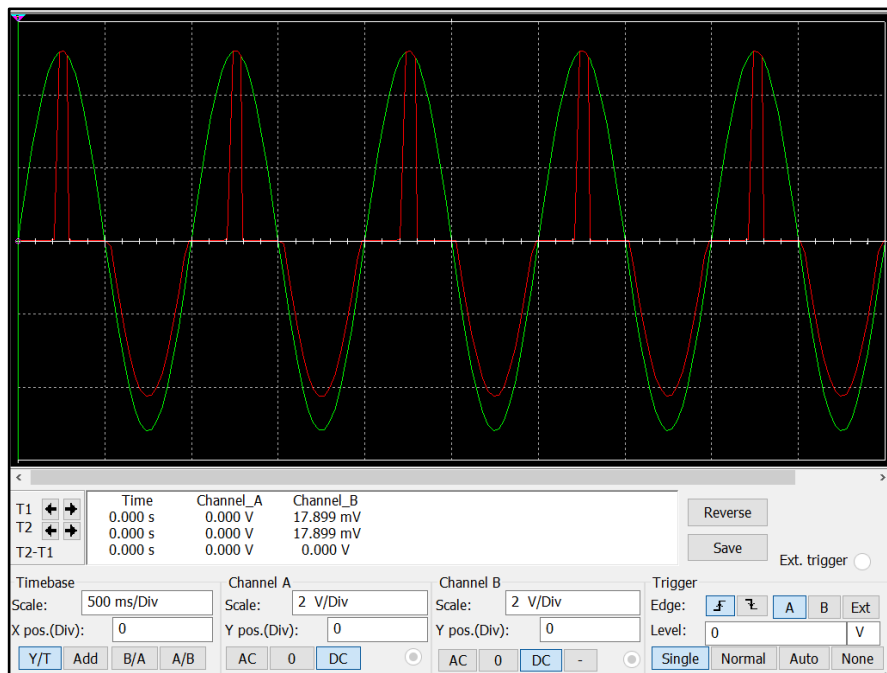 Time Channel_A Channel_B
T1 0.000 s 0.000 V 17.899 mV
T2 0.000 s 0.000 V 17.899 mV
T2-T1 0.000 s 0.000 V 0.000 V
Reverse
Save
Ext. trigger
Timebase
Scale: 500 ms/Div
X pos.(Div): 0
Y/T Add B/A A/B
Channel A
Scale: 2 V/Div
Y pos.(Div): 0
AC 0 DC
Channel B
Scale: 2 V/Div
Y pos.(Div): 0
AC 0 DC -
Trigger
Edge: A B Ext
Level: 0 V
Single Normal Auto None